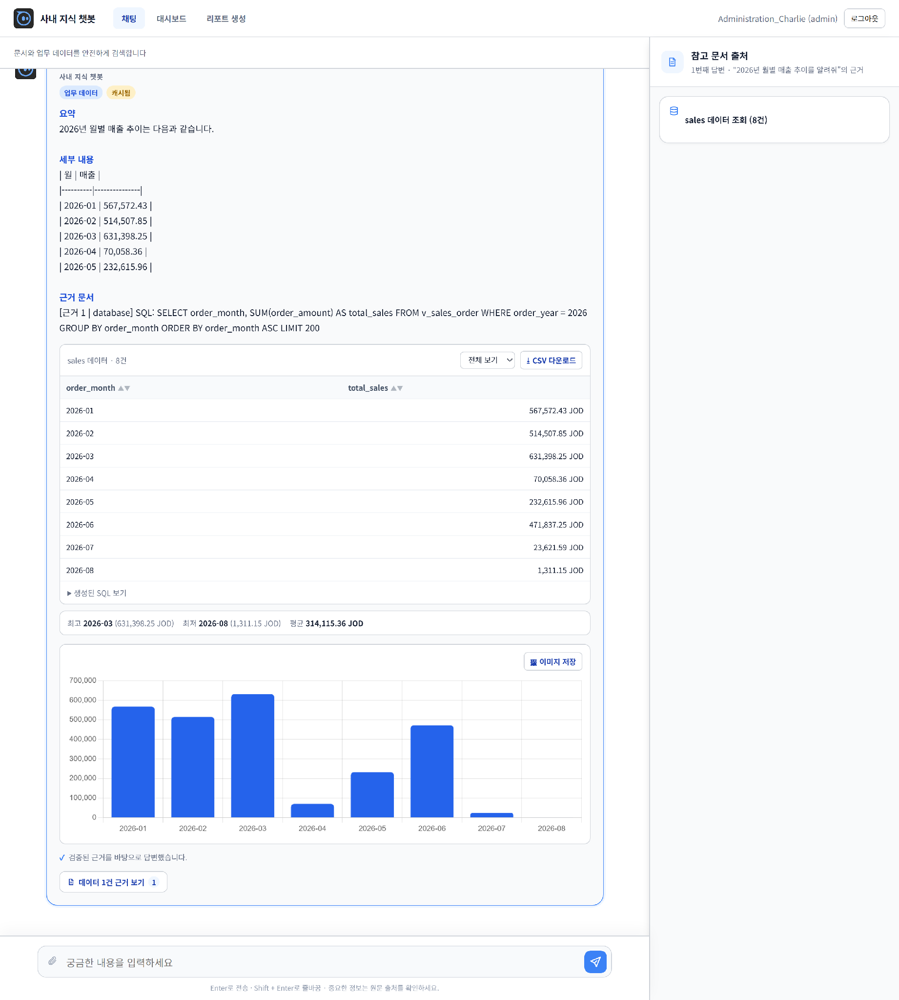 사내 지식 챗봇
채팅
대시보드
리포트 생성
Administration_Charlie (admin)
로그아웃
문서와 업무 데이터를 안전하게 검색합니다
사내 지식 챗봇
업무 데이터
캐시됨
요약
2026년 월별 매출 추이는 다음과 같습니다.
세부 내용
| 월 | 매출 |
|----------|---------------|
| 2026-01 | 567,572.43 |
| 2026-02 | 514,507.85 |
| 2026-03 | 631,398.25 |
| 2026-04 | 70,058.36 |
| 2026-05 | 232,615.96 |
근거 문서
[근거 1 | database] SQL: SELECT order_month, SUM(order_amount) AS total_sales FROM v_sales_order WHERE order_year = 2026
GROUP BY order_month ORDER BY order_month ASC LIMIT 200
sales 데이터 · 8건
전체 보기
⤓ CSV 다운로드
order_month ▲▼ total_sales ▲▼
2026-01 567,572.43 JOD
2026-02 514,507.85 JOD
2026-03 631,398.25 JOD
2026-04 70,058.36 JOD
2026-05 232,615.96 JOD
2026-06 471,837.25 JOD
2026-07 23,621.59 JOD
2026-08 1,311.15 JOD
▶ 생성된 SQL 보기
최고 2026-03 (631,398.25 JOD) 최저 2026-08 (1,311.15 JOD) 평균 314,115.36 JOD
이미지 저장
700,000
600,000
500,000
400,000
300,000
200,000
100,000
0
2026-01 2026-02 2026-03 2026-04 2026-05 2026-06 2026-07 2026-08
✓ 검증된 근거를 바탕으로 답변했습니다.
데이터 1건 근거 보기 1
궁금한 내용을 입력하세요
Enter로 전송 · Shift + Enter로 줄바꿈 · 중요한 정보는 원문 출처를 확인하세요.
참고 문서 출처
1번째 답변 · "2026년 월별 매출 추이를 알려줘"의 근거
sales 데이터 조회 (8건)